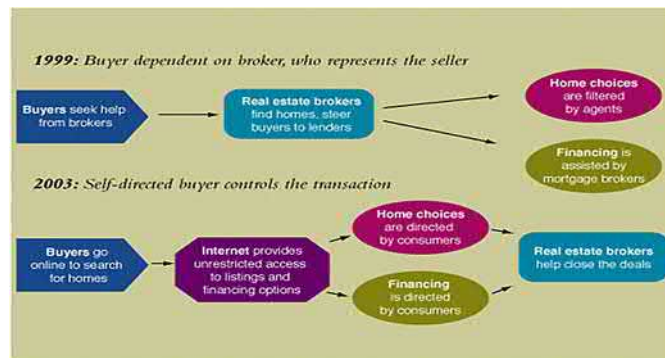 1999: Buyer dependent on broker, who represents the seller
Buyers seek help
from brokers
Real estate brokers
find homes, steer
buyers to lenders
Home choices
are filtered
by agents
Financing is
assisted by
mortgage brokers
2003: Self-directed buyer controls the transaction
Buyers go
online to search
for homes
Internet provides
unrestricted access
to listings and
financing options
Home choices
are directed
by consumers
Financing
is directed
by consumers
Real estate brokers
help close the deals